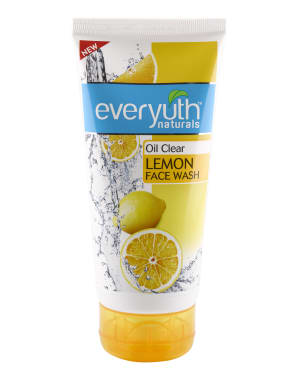 NEW
everyuth
naturals
Oil Clear
LEMON
FACE WASH